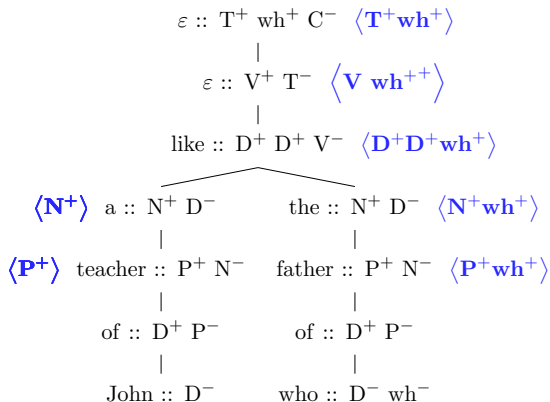 ε :: T⁺ wh⁺ C⁻ ⟨T⁺wh⁺⟩
ε :: V⁺ T⁻ ⟨V wh⁺⁺⟩
like :: D⁺ D⁺ V⁻ ⟨D⁺D⁺wh⁺⟩
⟨N⁺⟩ a :: N⁺ D⁻ the :: N⁺ D⁻ ⟨N⁺wh⁺⟩
⟨P⁺⟩ teacher :: P⁺ N⁻ father :: P⁺ N⁻ ⟨P⁺wh⁺⟩
of :: D⁺ P⁻ of :: D⁺ P⁻
John :: D⁻ who :: D⁻ wh⁻